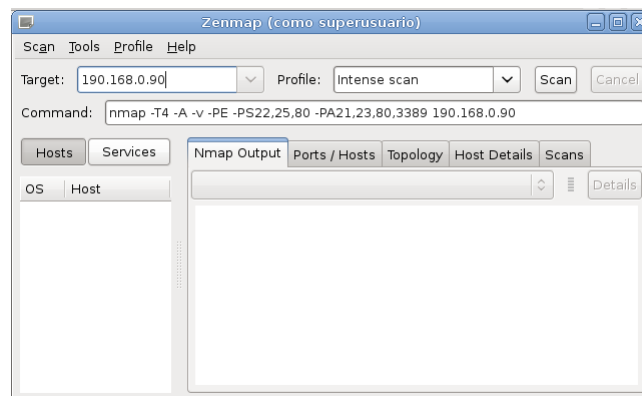 Zenmap (como superusuario)
Scan Tools Profile Help
Target: 190.168.0.90 Profile: Intense scan Scan Cancel
Command: nmap -T4 -A -v -PE -PS22,25,80 -PA21,23,80,3389 190.168.0.90
Hosts Services Nmap Output Ports / Hosts Topology Host Details Scans
OS Host Details